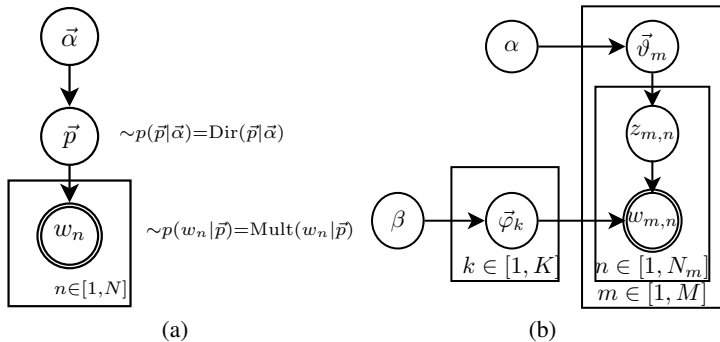 α⃗
p⃗
∼p(p⃗|α⃗)=Dir(p⃗|α⃗)
w_n
∼p(w_n|p⃗)=Mult(w_n|p⃗)
n∈[1,N]
(a)
α
ϑ⃗_m
z_{m,n}
β
φ⃗_k
w_{m,n}
k ∈ [1, K]
n ∈ [1, N_m]
m ∈ [1, M]
(b)